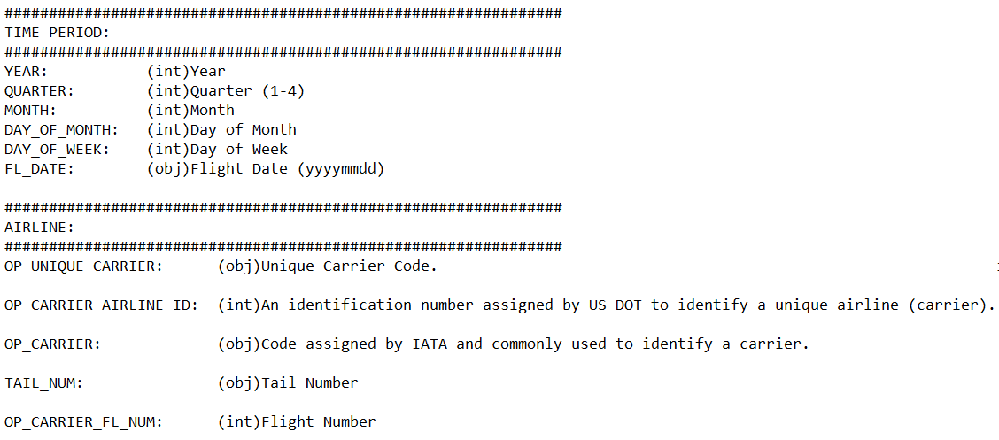 ###############################################################
TIME PERIOD:
###############################################################
YEAR: (int)Year
QUARTER: (int)Quarter (1-4)
MONTH: (int)Month
DAY_OF_MONTH: (int)Day of Month
DAY_OF_WEEK: (int)Day of Week
FL_DATE: (obj)Flight Date (yyyymmdd)
###############################################################
AIRLINE:
###############################################################
OP_UNIQUE_CARRIER: (obj)Unique Carrier Code.
OP_CARRIER_AIRLINE_ID: (int)An identification number assigned by US DOT to identify a unique airline (carrier).
OP_CARRIER: (obj)Code assigned by IATA and commonly used to identify a carrier.
TAIL_NUM: (obj)Tail Number
OP_CARRIER_FL_NUM: (int)Flight Number